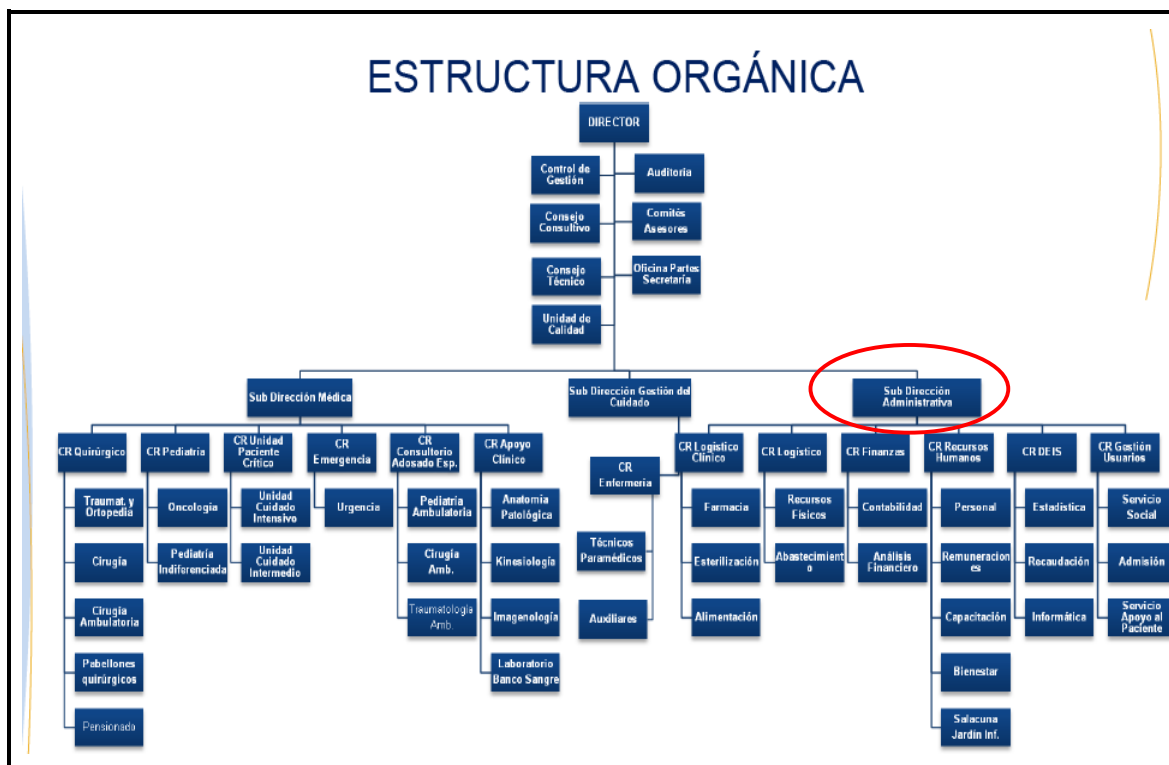 ESTRUCTURA ORGÁNICA
DIRECTOR
Control de
Gestión
Auditoria
Consejo
Consultivo
Comités
Asesores
Consejo
Técnico
Oficina Partes
Secretaría
Unidad de
Calidad
Sub Dirección Médica
Sub Dirección Gestión del
Cuidado
Sub Dirección
Administrativa
CR Quirúrgico
CR Pediatría
CR Unidad
Paciente
Crítico
CR
Emergencia
CR
Consultorio
Adosado Esp.
CR Apoyo
Clínico
CR
Enfermeria
CR Logístico
Clínico
CR Logístico
CR Finanzas
CR Recursos
Humanos
CR DEIS
CR Gestión
Usuarios
Traumat. y
Ortopedia
Cirugía
Cirugía
Ambulatoria
Pabellones
quirúrgicos
Pensionado
Oncología
Pediatría
Indiferenciada
Unidad
Cuidado
Intensivo
Unidad
Cuidado
Intermedio
Urgencia
Pediatría
Ambulatoria
Cirugía
Amb.
Traumatología
Amb.
Anatomía
Patológica
Kinesiología
Imagenología
Laboratorio
Banco Sangre
Técnicos
Paramédicos
Auxiliares
Farmacia
Esterilización
Alimentación
Recursos
Físicos
Abastecimient
o
Contabilidad
Análisis
Financiero
Personal
Remuneracion
es
Capacitación
Bienestar
Salacuna
Jardín Inf.
Estadística
Recaudación
Informática
Servicio
Social
Admisión
Servicio
Apoyo al
Paciente